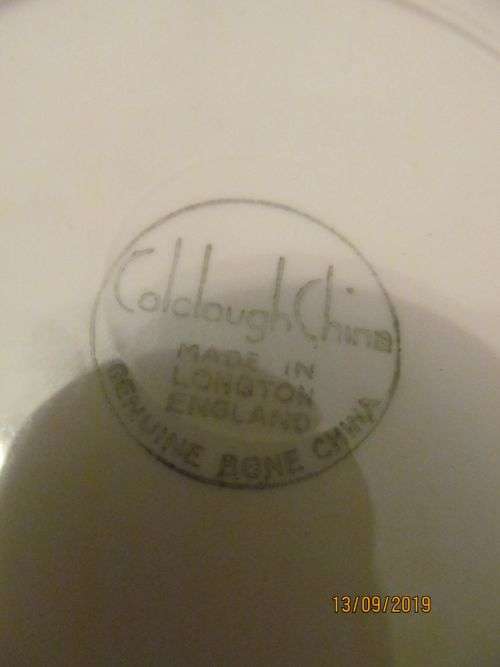 Colclough China
MADE IN
LONGTON
ENGLAND
GENUINE BONE CHINA
13/09/2019